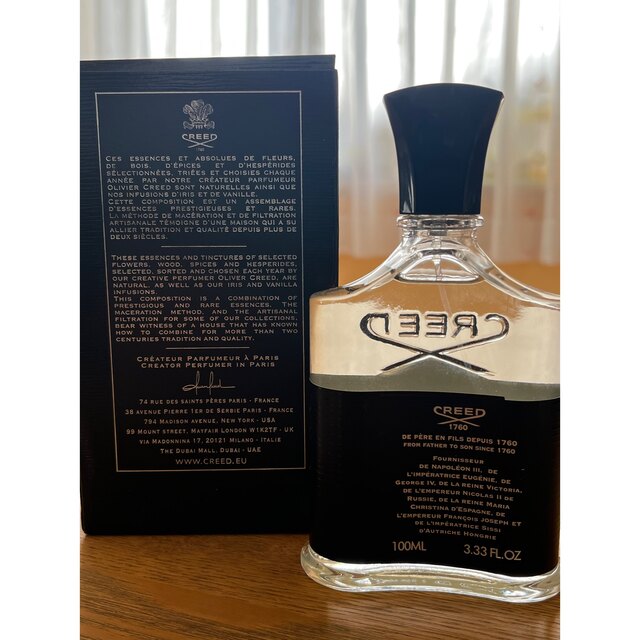 CREED
1760
Ces essences et absolues de fleurs,
de bois, d'épices et d'hespérides
sélectionnées, triées et choisies chaque
année par notre créateur parfumeur
Olivier Creed sont naturelles ainsi que
nos infusions d'iris et de vanille.
Cette composition est un assemblage
d'essences prestigieuses et rares.
La méthode de macération et de filtration
artisanale témoigne d'une maison qui a su
allier tradition et qualité depuis plus de
deux siècles.
These essences and tinctures of selected
flowers, wood, spices and hesperides,
selected, sorted and chosen each year by
our creative perfumer Oliver Creed, are
natural, as well as our iris and vanilla
infusions.
This composition is a combination of
prestigious and rare essences. The
maceration method, and the artisanal
filtration for some of our collections,
bear witness of a house that has known
how to combine for more than two
centuries tradition and quality.
Créateur Parfumeur à Paris
Creator Perfumer in Paris
74 rue des Saints Pères Paris - France
38 avenue Pierre 1er de Serbie Paris - France
794 Madison Avenue, New York - USA
99 Mount street, Mayfair London W1K2TF - UK
via Madonnina 17, 20121 Milano - Italie
The Dubai Mall, Dubai - UAE
www.creed.eu
CREED
CREED
1760
de père en fils depuis 1760
from father to son since 1760
Fournisseur
de Napoléon III, de
l'Impératrice Eugénie, de
George IV, de la Reine Victoria,
de l'Empereur Nicolas II de
Russie, de la Reine Maria
Christina d'Espagne, de
l'Empereur François Joseph et
de l'Impératrice Sissi
d'Autriche Hongrie
100ML 3.33 FL.OZ